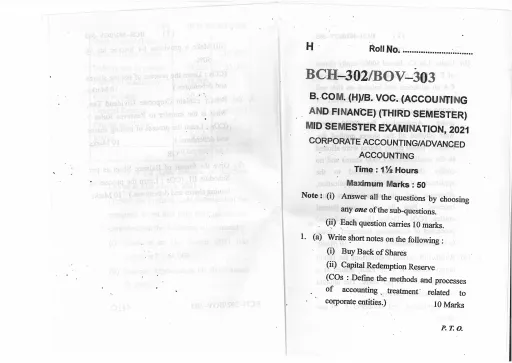 H
Roll No. ..............................
BCH–302/BOV–303
B. COM. (H)/B. VOC. (ACCOUNTING
AND FINANCE) (THIRD SEMESTER)
MID SEMESTER EXAMINATION, 2021
CORPORATE ACCOUNTING/ADVANCED
ACCOUNTING
Time : 1½ Hours
Maximum Marks : 50
Note : (i) Answer all the questions by choosing
any one of the sub-questions.
(ii) Each question carries 10 marks.
1. (a) Write short notes on the following :
(i) Buy Back of Shares
(ii) Capital Redemption Reserve
(COs : Define the methods and processes
of accounting treatment related to
corporate entities.) 10 Marks
P. T. O.